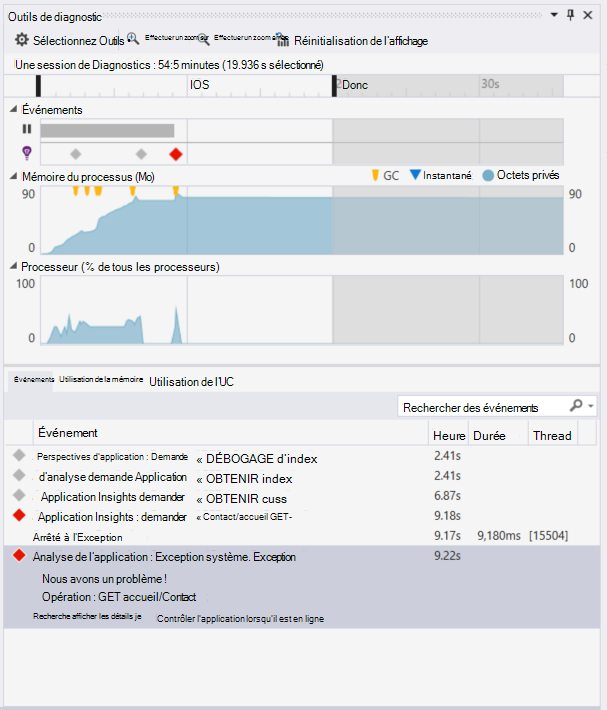 Outils de diagnostic
Sélectionnez Outils Effectuer un zoom Effectuer un zoom Réinitialisation de l'affichage
Une session de Diagnostics : 54:5 minutes (19.936 s sélectionné)
IOS Donc 30s
Événements
Mémoire du processus (Mo) GC Instantané Octets privés
90 90
0 0
Processeur (% de tous les processeurs)
100 100
0 0
Événements Utilisation de la mémoire Utilisation de l'UC
Rechercher des événements
Événement Heure Durée Thread
Perspectives d'application : Demande « DÉBOGAGE d'index 2.41s
d'analyse demande Application « OBTENIR index 2.41s
Application Insights demander « OBTENIR cuss 6.87s
Application Insights : demander « Contact/accueil GET- 9.18s
Arrêté à l'Exception 9.17s 9,180ms [15504]
Analyse de l'application : Exception système. Exception 9.22s
Nous avons un problème !
Opération : GET accueil/Contact
Recherche afficher les détails je Contrôler l'application lorsqu'il est en ligne